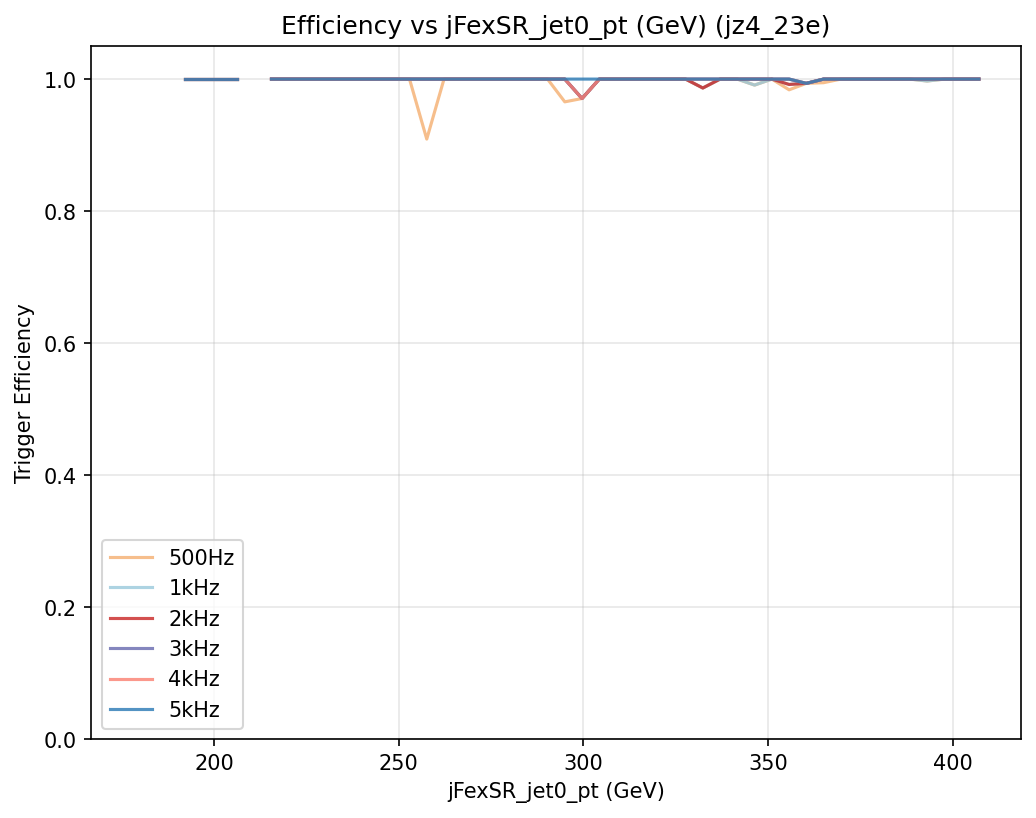 Efficiency vs jFexSR_jet0_pt (GeV) (jz4_23e)
Trigger Efficiency
1.0
0.8
0.6
0.4
0.2
0.0
500Hz
1kHz
2kHz
3kHz
4kHz
5kHz
200
250
300
350
400
jFexSR_jet0_pt (GeV)